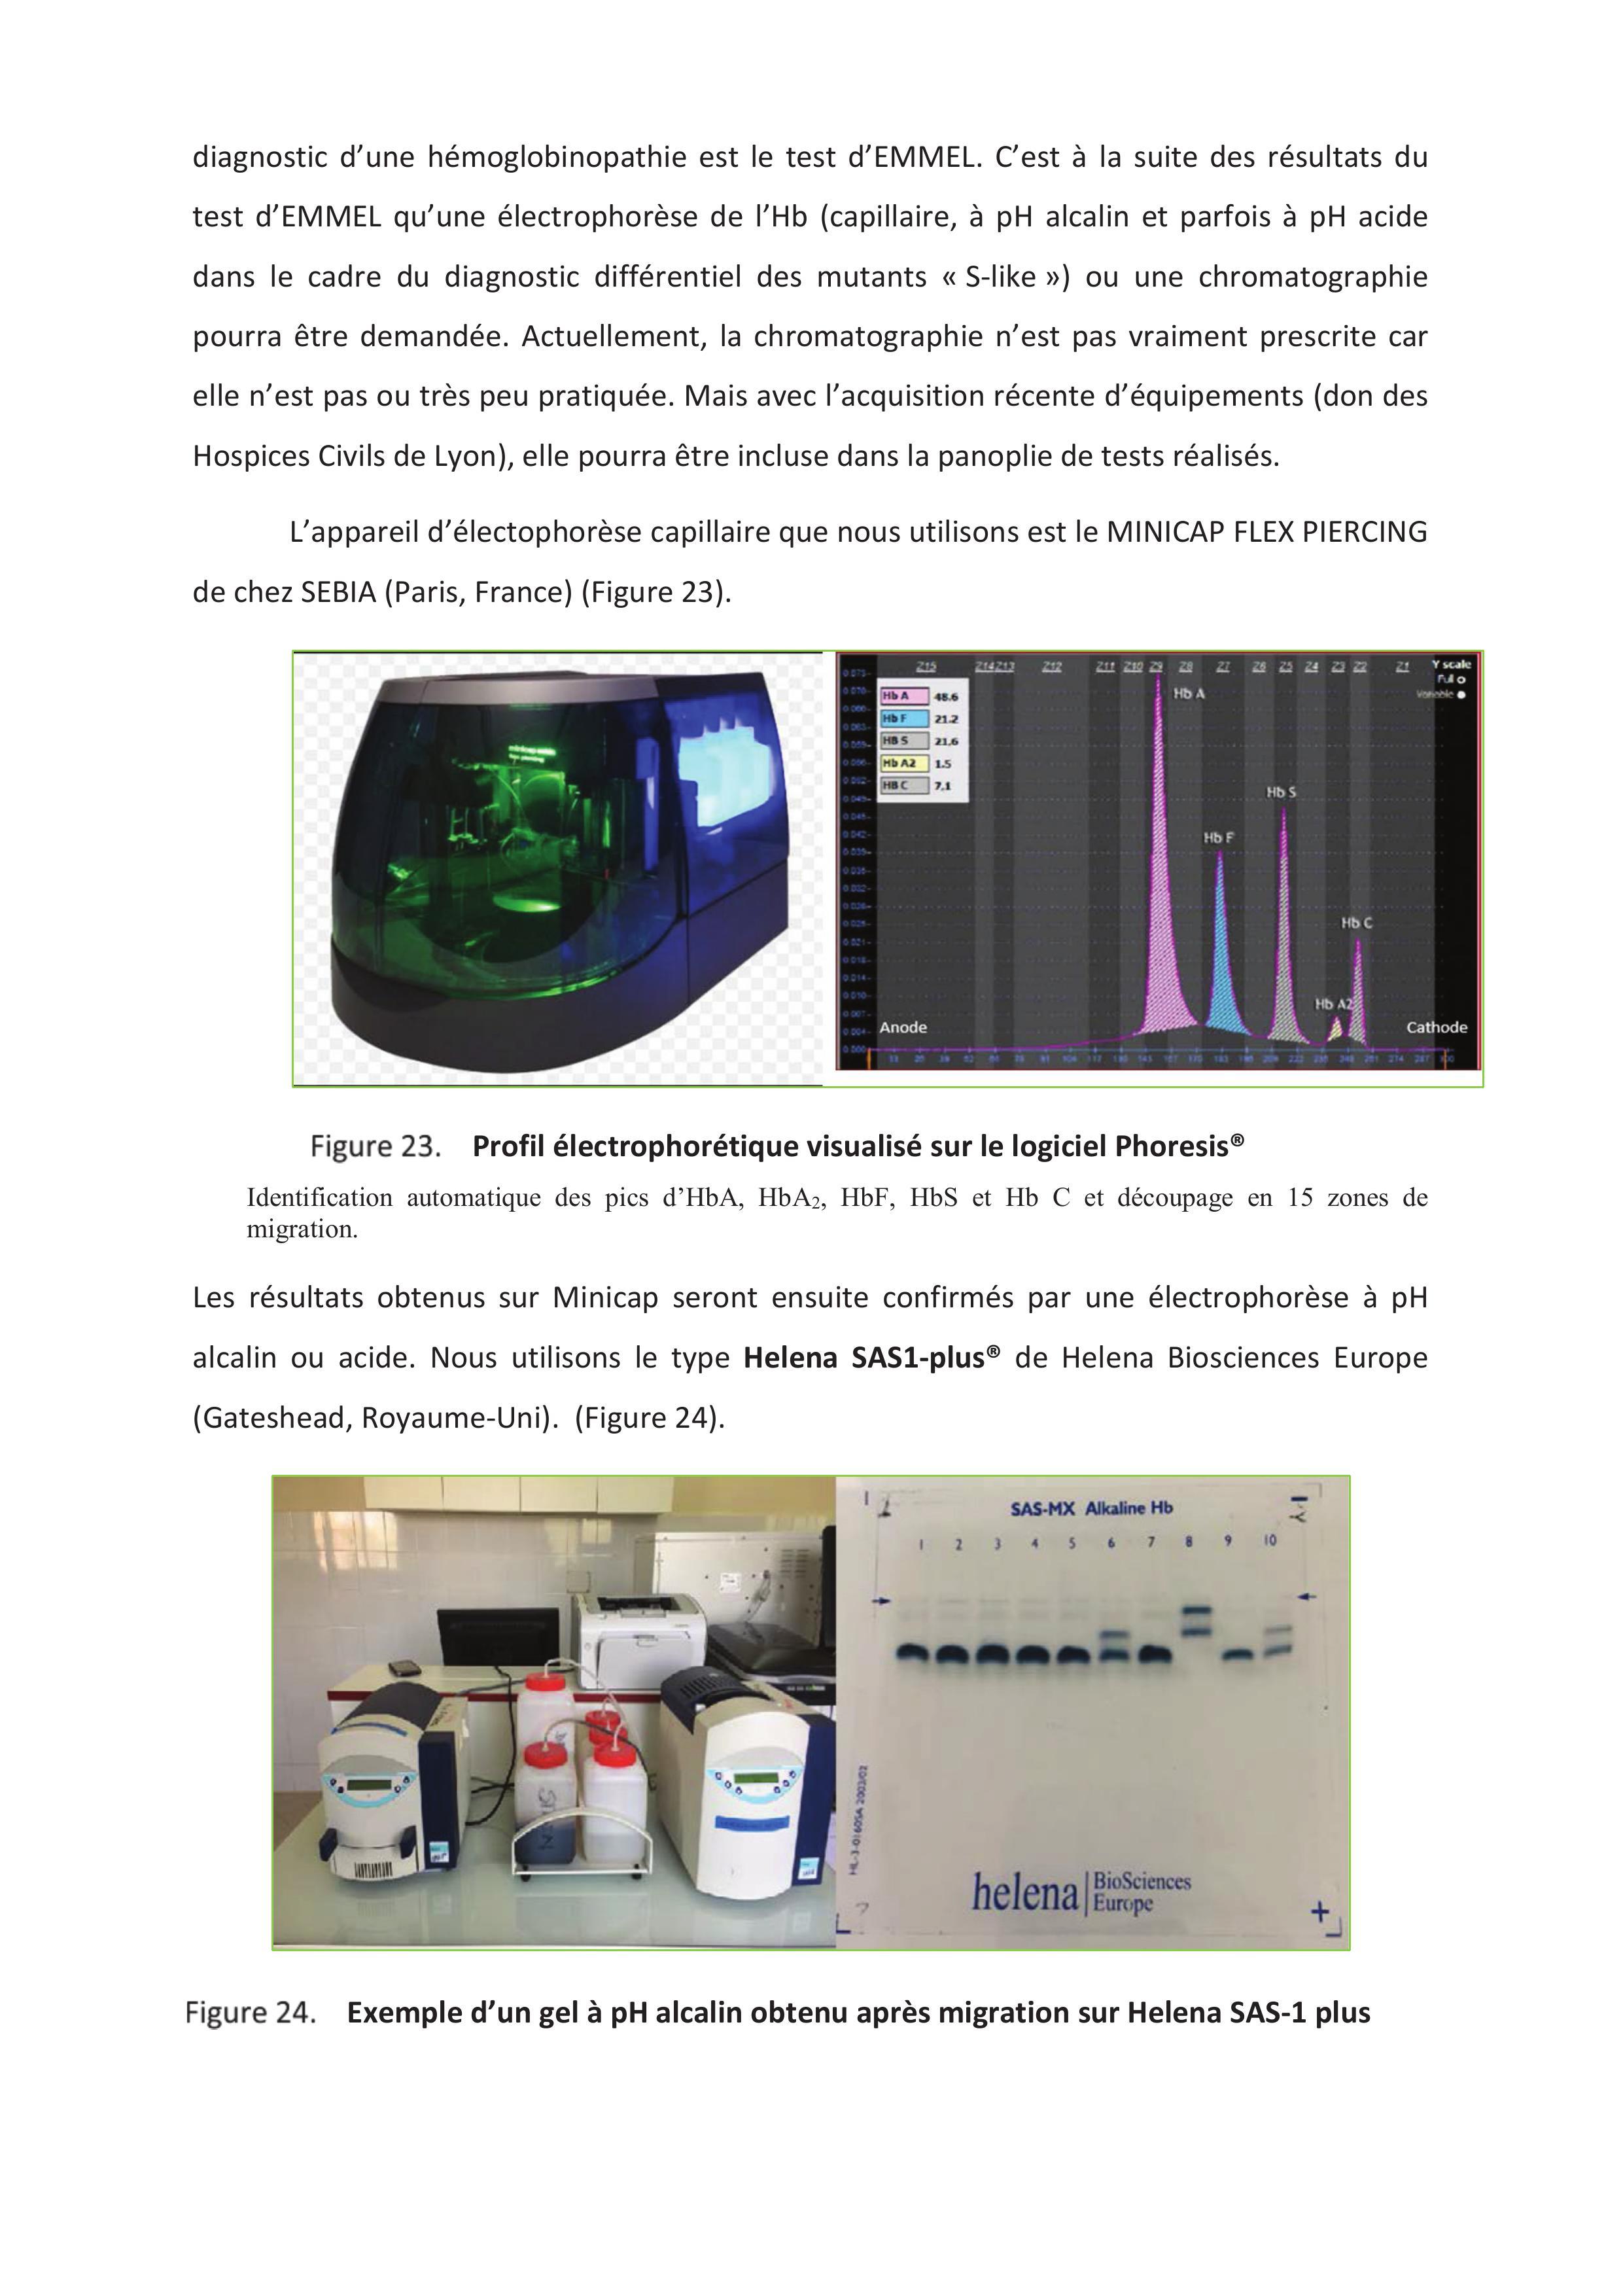 diagnostic d’une hémoglobinopathie est le test d’EMMEL. C’est à la suite des résultats du
test d’EMMEL qu’une électrophorèse de l’Hb (capillaire, à pH alcalin et parfois à pH acide
dans le cadre du diagnostic différentiel des mutants « S-like ») ou une chromatographie
pourra être demandée. Actuellement, la chromatographie n’est pas vraiment prescrite car
elle n’est pas ou très peu pratiquée. Mais avec l’acquisition récente d’équipements (don des
Hospices Civils de Lyon), elle pourra être incluse dans la panoplie de tests réalisés.
L’appareil d’électophorèse capillaire que nous utilisons est le MINICAP FLEX PIERCING
de chez SEBIA (Paris, France) (Figure 23).
Z15 Z14 Z13 Z12 Z11 Z10 Z9 Z8 Z7 Z6 Z5 Z4 Z3 Z2 Z1 Y scale
Full
Variable
Hb A 48.6
Hb F 21.2
HB S 21.6
Hb A2 1.5
HB C 7.1
Hb A
Hb S
Hb F
Hb C
Hb A2
Anode
Cathode
Figure 23. Profil électrophorétique visualisé sur le logiciel Phoresis®
Identification automatique des pics d’HbA, HbA₂, HbF, HbS et Hb C et découpage en 15 zones de
migration.
Les résultats obtenus sur Minicap seront ensuite confirmés par une électrophorèse à pH
alcalin ou acide. Nous utilisons le type Helena SAS1-plus® de Helena Biosciences Europe
(Gateshead, Royaume-Uni). (Figure 24).
SAS-MX Alkaline Hb
1 2 3 4 5 6 7 8 9 10
HL-3-01605A 2002/02
helena BioSciences
Europe
+
Figure 24. Exemple d’un gel à pH alcalin obtenu après migration sur Helena SAS-1 plus